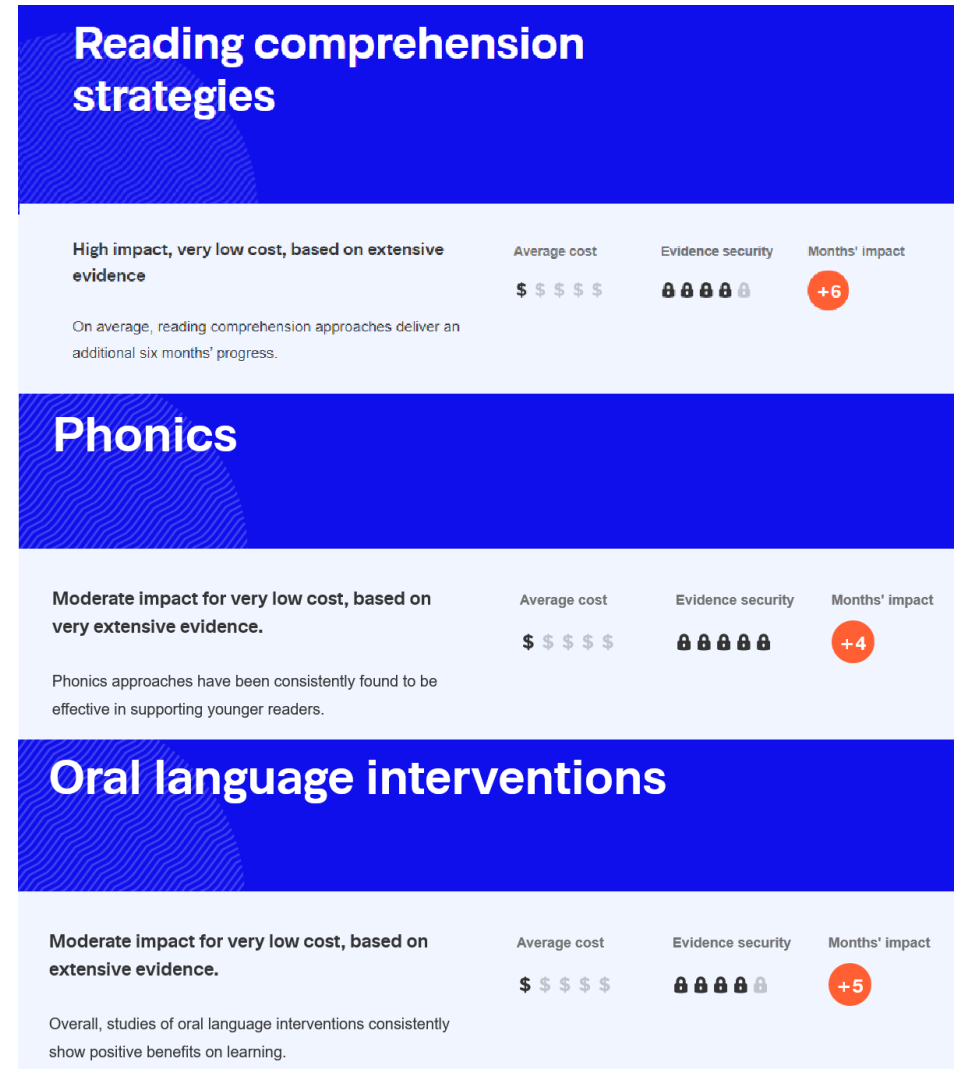 Reading comprehension
strategies
High impact, very low cost, based on extensive
evidence
On average, reading comprehension approaches deliver an
additional six months' progress.
Average cost
$ $ $ $ $
Evidence security
Months' impact
+6
Phonics
Moderate impact for very low cost, based on
very extensive evidence.
Phonics approaches have been consistently found to be
effective in supporting younger readers.
Average cost
$ $ $ $ $
Evidence security
Months' impact
+4
Oral language interventions
Moderate impact for very low cost, based on
extensive evidence.
Overall, studies of oral language interventions consistently
show positive benefits on learning.
Average cost
$ $ $ $ $
Evidence security
Months' impact
+5